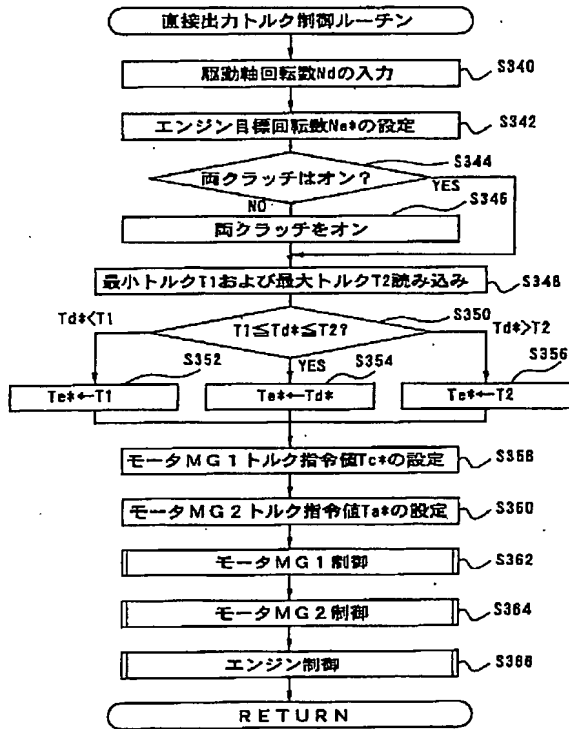 直接出力トルク制御ルーチン
駆動軸回転数Ndの入力
S340
エンジン目標回転数Ne*の設定
S342
S344
両クラッチはオン?
YES
NO
S346
両クラッチをオン
最小トルクT1および最大トルクT2読み込み
S348
S350
Td*<T1
T1≦Td*≦T2?
Td*>T2
S352
YES
S354
S356
Te*←T1
Te*←Td*
Te*←T2
モータMG1トルク指令値Tc*の設定
S358
モータMG2トルク指令値Ta*の設定
S360
モータMG1制御
S362
モータMG2制御
S364
エンジン制御
S366
RETURN